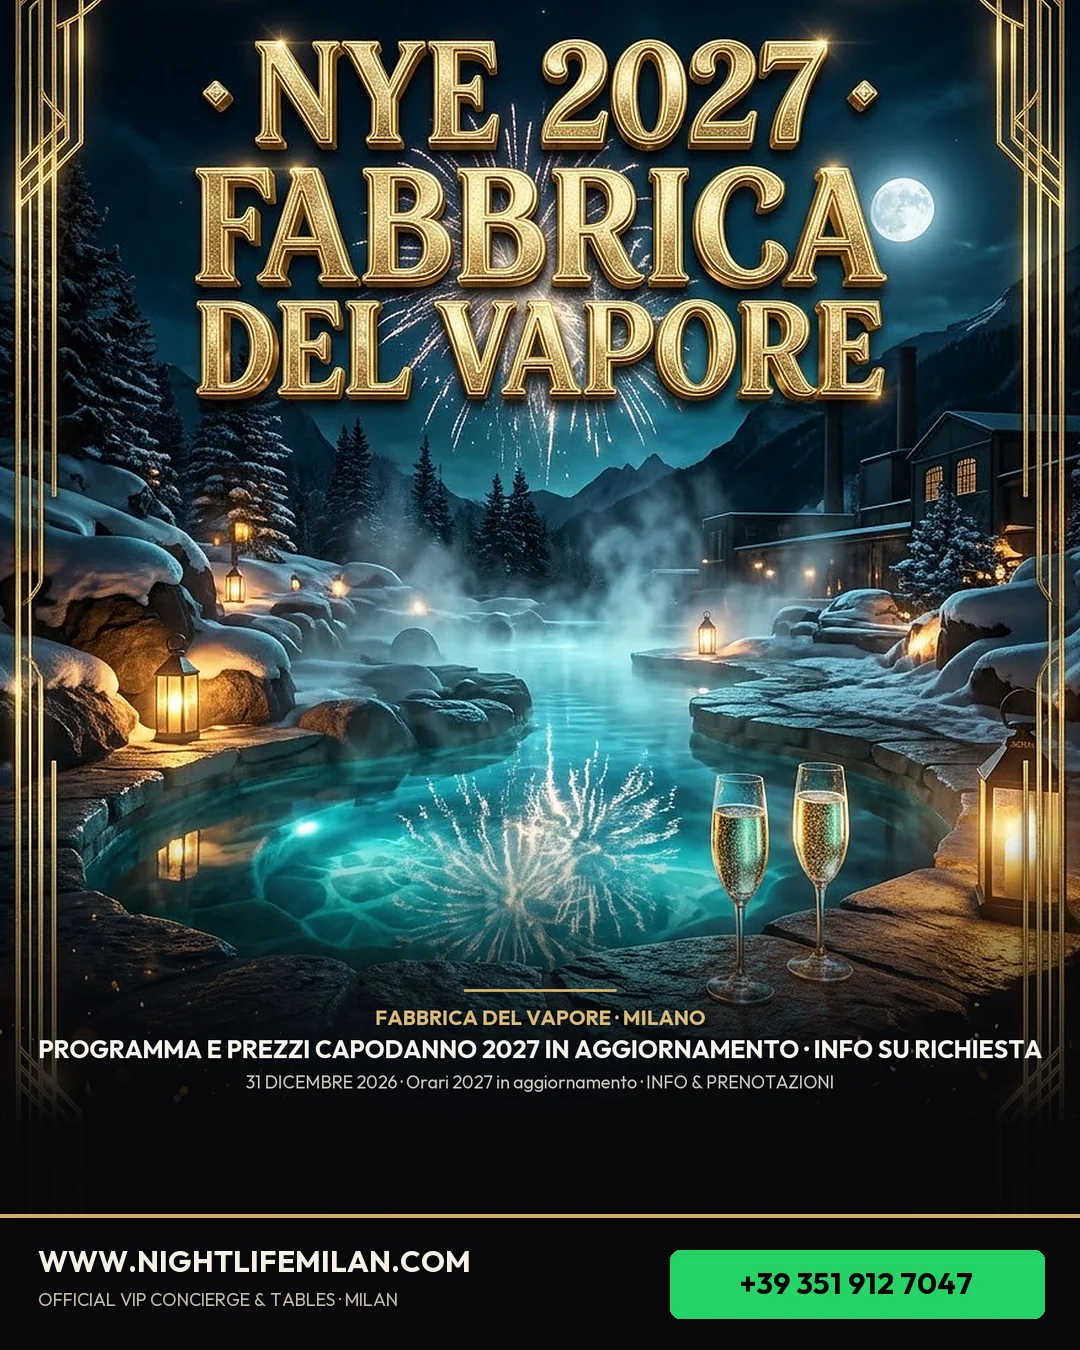 NYE 2027
FABBRICA
DEL VAPORE
FABBRICA DEL VAPORE · MILANO
PROGRAMMA E PREZZI CAPODANNO 2027 IN AGGIORNAMENTO · INFO SU RICHIESTA
31 DICEMBRE 2026 · Orari 2027 in aggiornamento · INFO & PRENOTAZIONI
WWW.NIGHTLIFEMILAN.COM
OFFICIAL VIP CONCIERGE & TABLES · MILAN
+39 351 912 7047